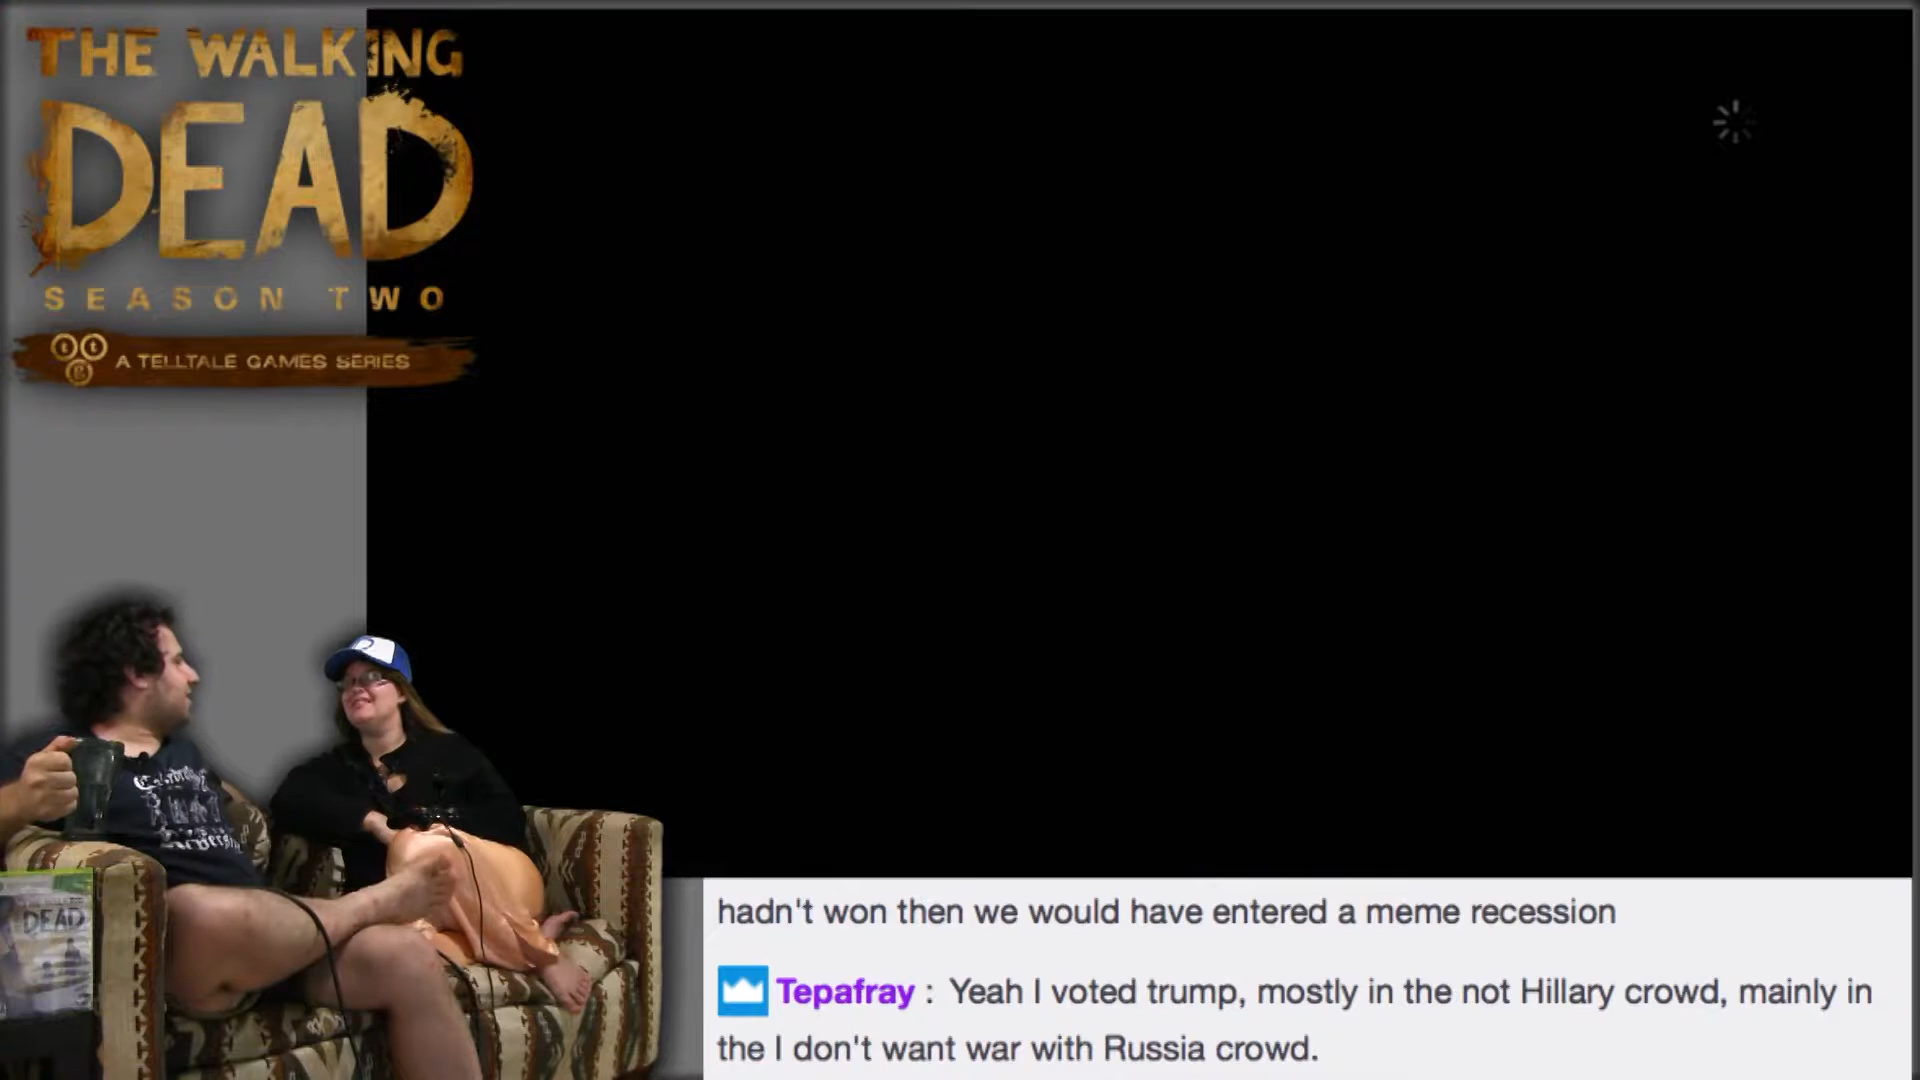 THE WALKING
DEAD
SEASON TWO
A TELLTALE GAMES SERIES
DEAD
hadn't won then we would have entered a meme recession
Tepafray : Yeah I voted trump, mostly in the not Hillary crowd, mainly in
the I don't want war with Russia crowd.